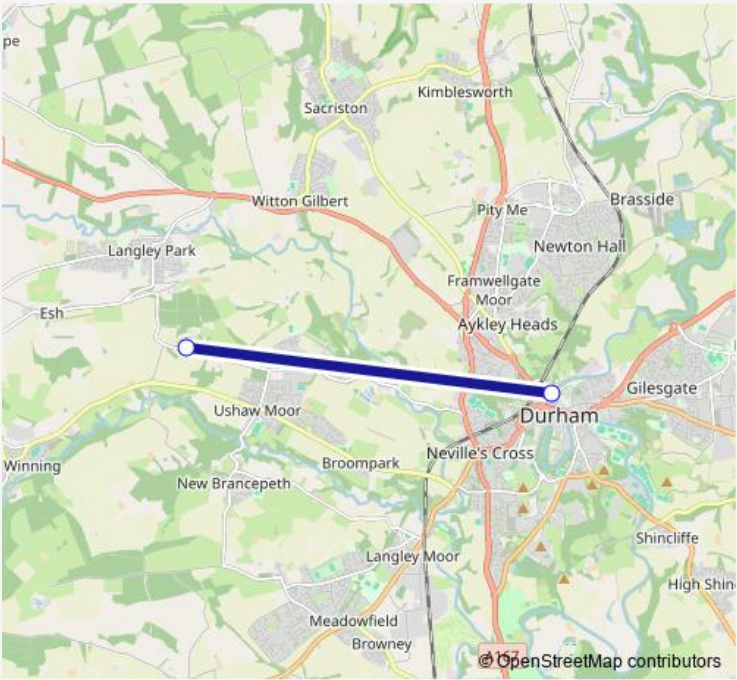 pe
Kimblesworth
Sacriston
Witton Gilbert
Brasside
Pity Me
Newton Hall
Langley Park
Framwellgate
Moor
Esh
Aykley Heads
Gilesgate
Ushaw Moor
Durham
Neville's Cross
Winning
Broompark
New Brancepeth
Shincliffe
Langley Moor
High Shin
Meadowfield
Browney
A167
© OpenStreetMap contributors